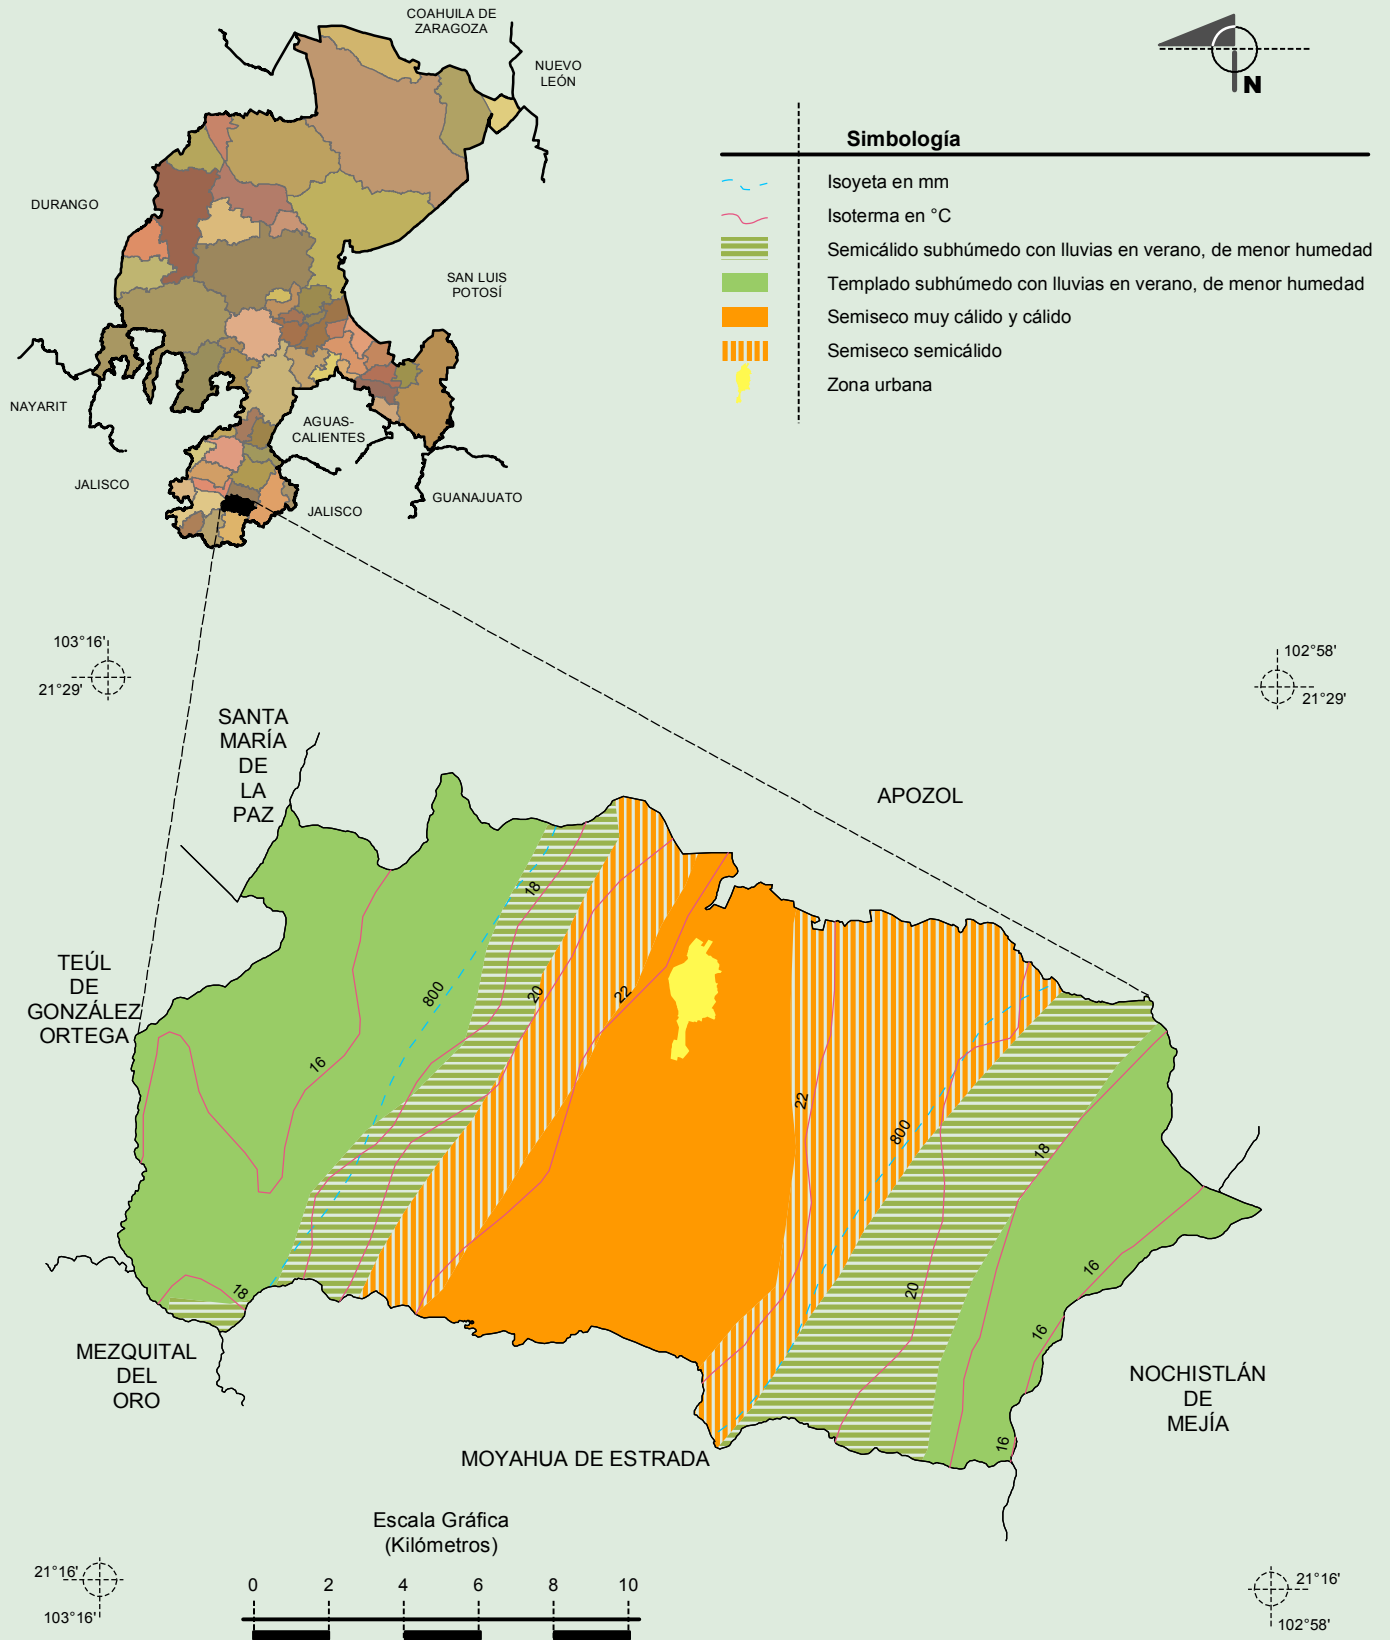 COAHUILA DE
ZARAGOZA
NUEVO
LEÓN
DURANGO
SAN LUIS
POTOSÍ
NAYARIT
AGUAS-
CALIENTES
JALISCO
JALISCO
GUANAJUATO
N
Simbología
Isoyeta en mm
Isoterma en °C
Semicálido subhúmedo con lluvias en verano, de menor humedad
Templado subhúmedo con lluvias en verano, de menor humedad
Semiseco muy cálido y cálido
Semiseco semicálido
Zona urbana
103°16'
21°29'
102°58'
21°29'
SANTA
MARÍA
DE
LA
PAZ
APOZOL
TEÚL
DE
GONZÁLEZ
ORTEGA
18
800
20
22
16
22
800
18
20
16
16
16
18
MEZQUITAL
DEL
ORO
NOCHISTLÁN
DE
MEJÍA
MOYAHUA DE ESTRADA
Escala Gráfica
(Kilómetros)
0 2 4 6 8 10
21°16'
103°16'
21°16'
102°58'